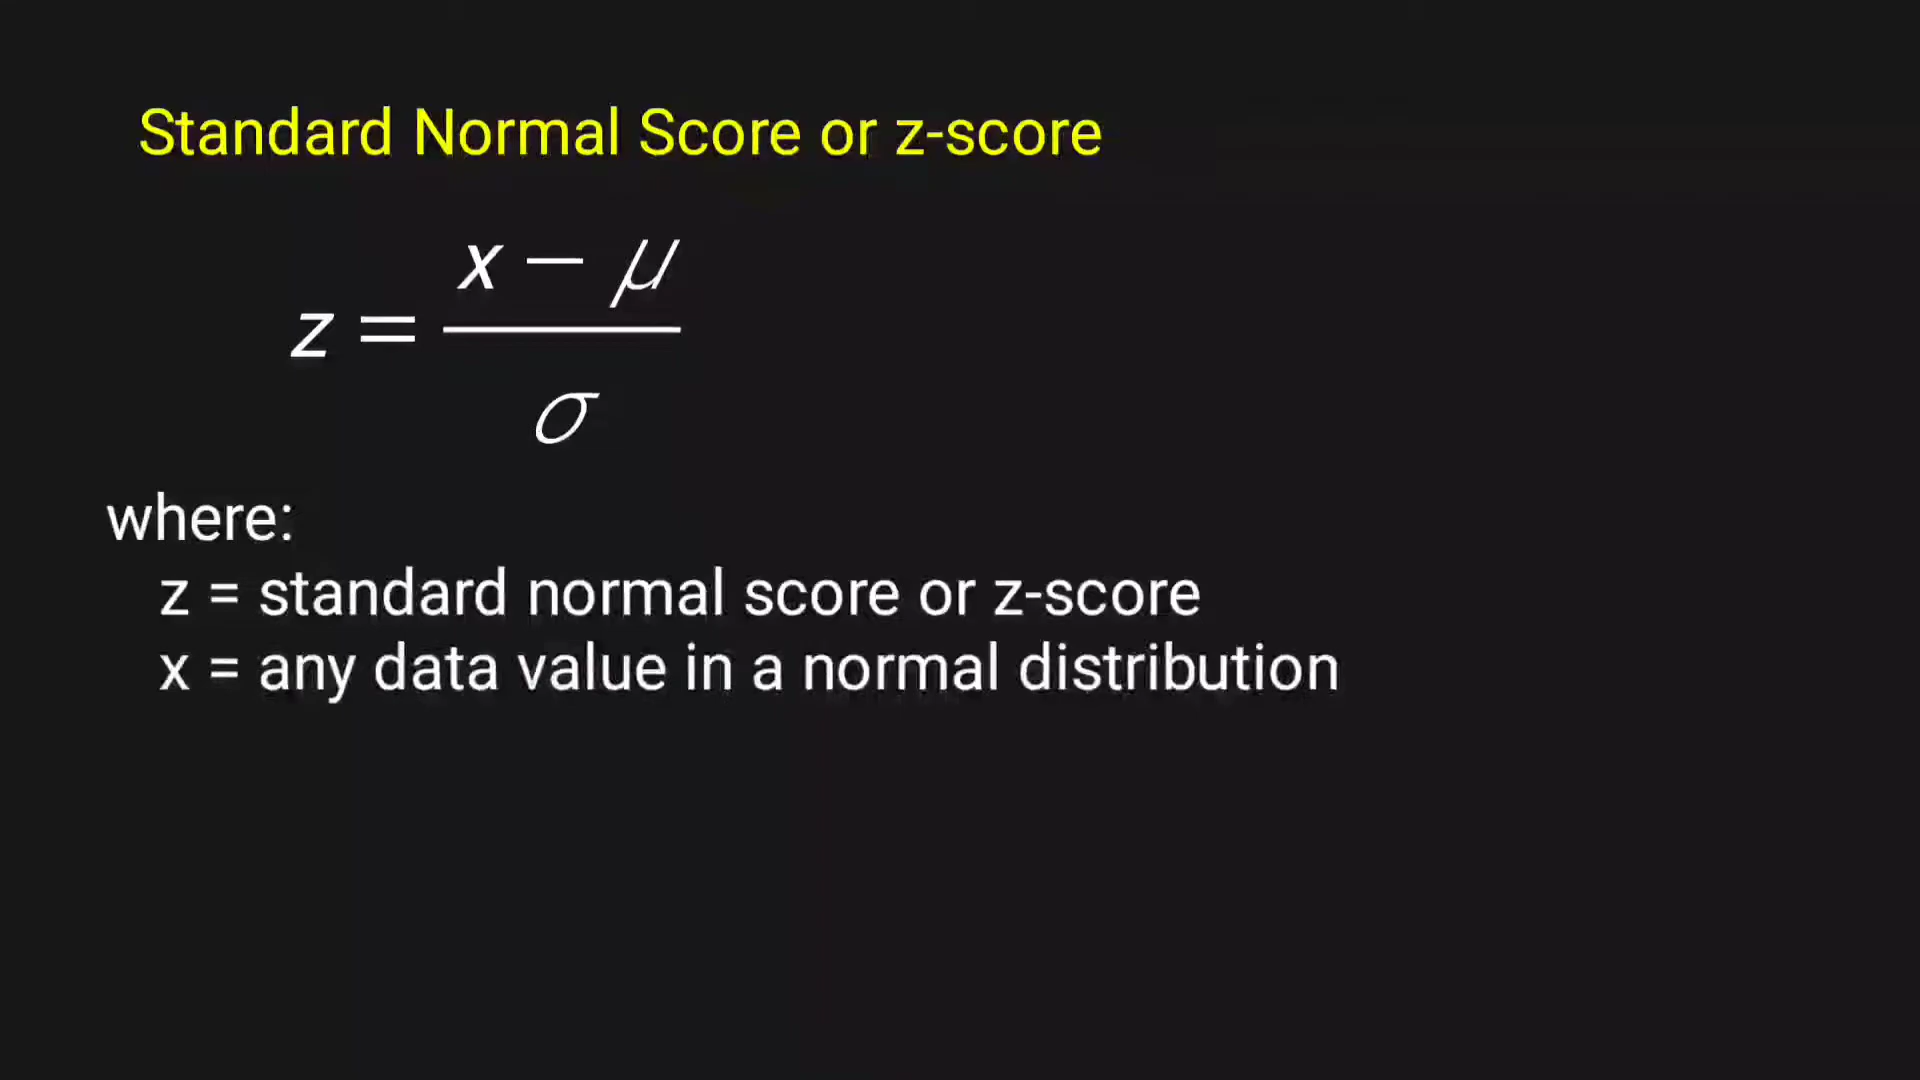 Standard Normal Score or z-score
z = x − μ / σ
where:
z = standard normal score or z-score
x = any data value in a normal distribution